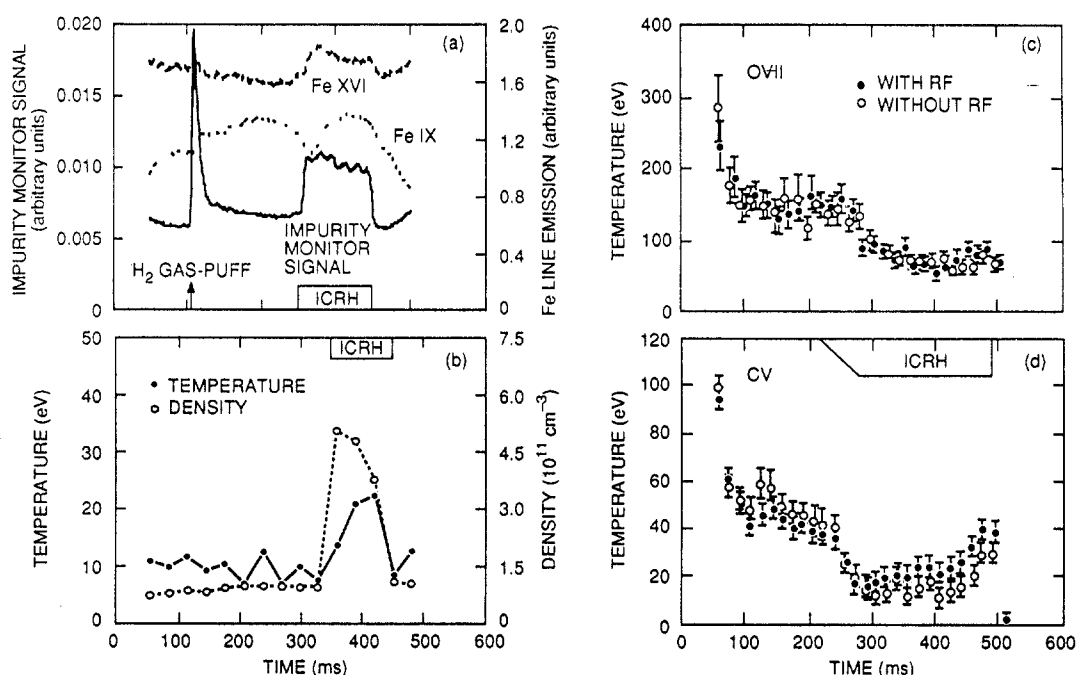 IMPURITY MONITOR SIGNAL
(arbitrary units)
0.020
0.015
0.010
0.005
0
(a)
Fe XVI
Fe IX
IMPURITY
MONITOR
SIGNAL
H2 GAS-PUFF
ICRH
2.0
1.6
1.2
0.8
0.4
0
Fe LINE EMISSION (arbitrary units)
TEMPERATURE (eV)
50
40
30
20
10
0
ICRH
(b)
TEMPERATURE
DENSITY
7.5
6.0
4.5
3.0
1.5
0
DENSITY (10^11 cm^-3)
0 100 200 300 400 500 600
TIME (ms)
TEMPERATURE (eV)
400
300
200
100
0
(c)
OVII
WITH RF
WITHOUT RF
TEMPERATURE (eV)
120
100
80
60
40
20
0
CV
ICRH
(d)
0 100 200 300 400 500 600
TIME (ms)